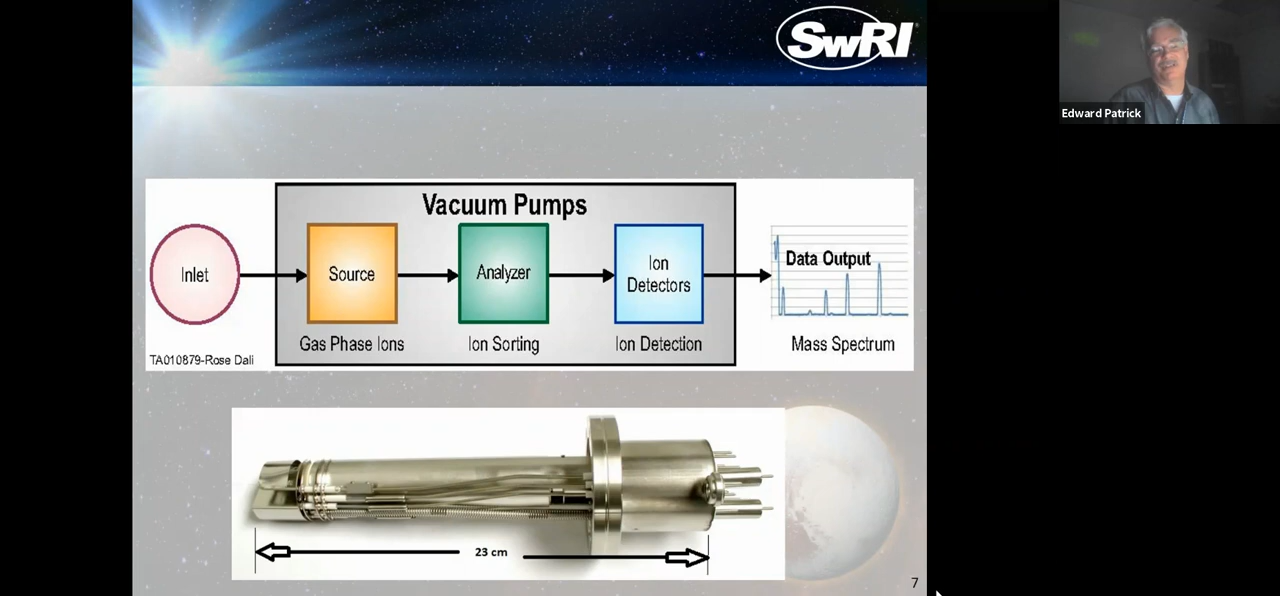 SwRI
Edward Patrick
Vacuum Pumps
Inlet
Source
Analyzer
Ion
Detectors
Data Output
Gas Phase Ions
Ion Sorting
Ion Detection
Mass Spectrum
TA010879-Rose Dali
23 cm
7